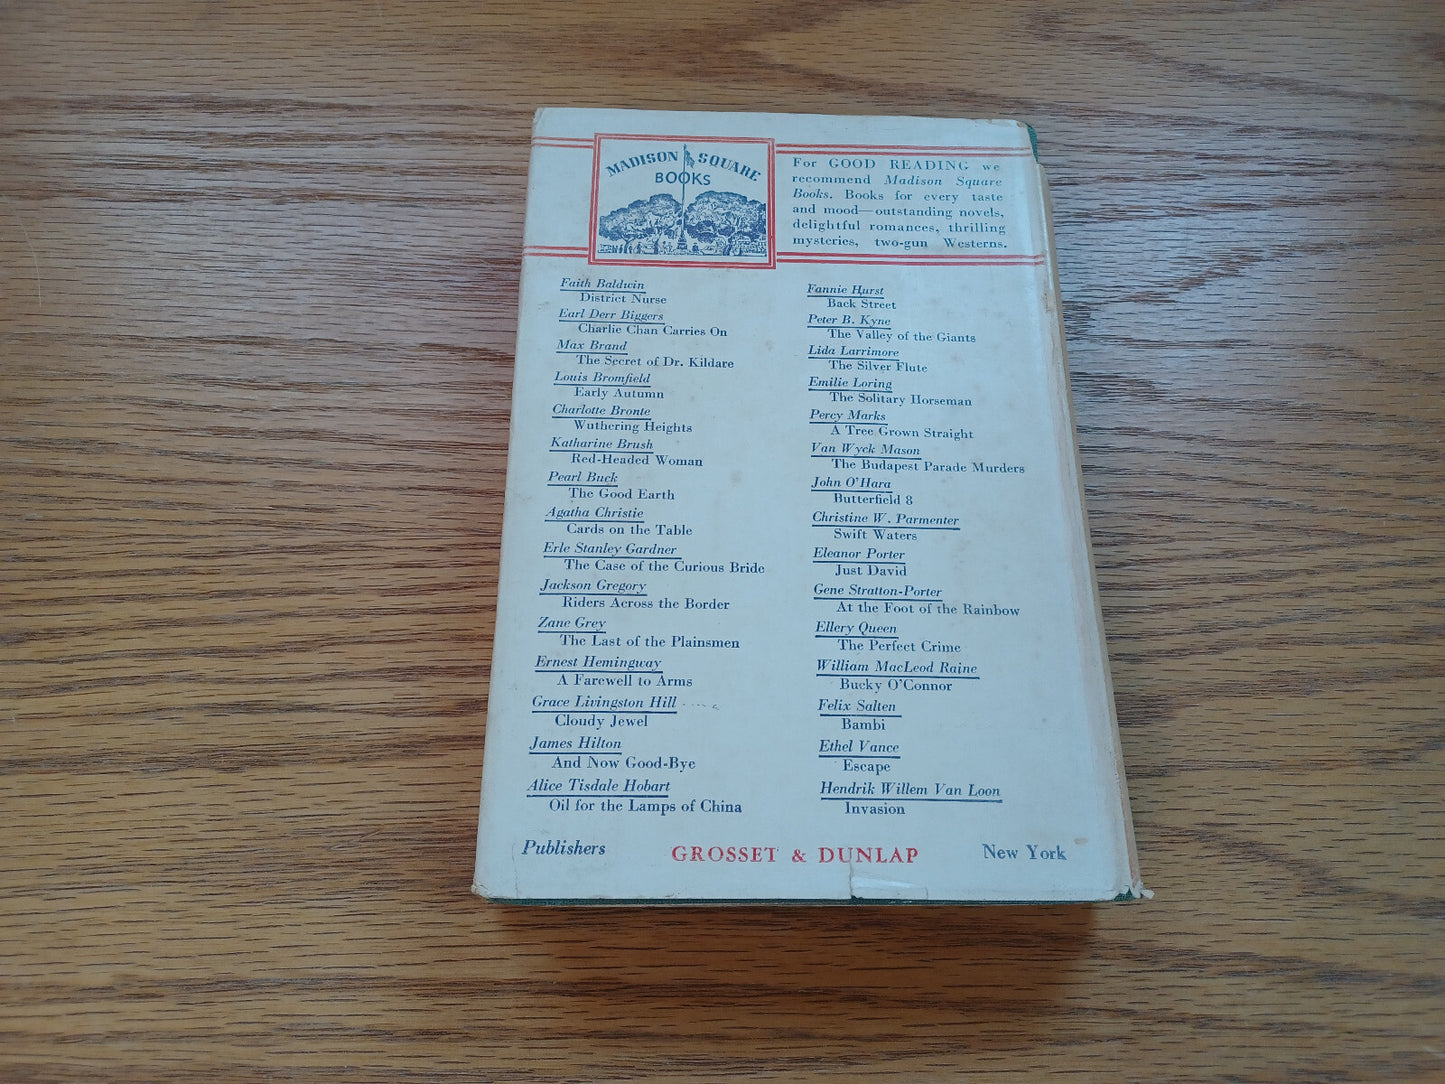 MADISON SQUARE
BOOKS
For GOOD READING we
recommend Madison Square
Books. Books for every taste
and mood—outstanding novels,
delightful romances, thrilling
mysteries, two-gun Westerns.
Faith Baldwin
District Nurse
Earl Derr Biggers
Charlie Chan Carries On
Max Brand
The Secret of Dr. Kildare
Louis Bromfield
Early Autumn
Charlotte Bronte
Wuthering Heights
Katharine Brush
Red-Headed Woman
Pearl Buck
The Good Earth
Agatha Christie
Cards on the Table
Erle Stanley Gardner
The Case of the Curious Bride
Jackson Gregory
Riders Across the Border
Zane Grey
The Last of the Plainsmen
Ernest Hemingway
A Farewell to Arms
Grace Livingston Hill
Cloudy Jewel
James Hilton
And Now Good-Bye
Alice Tisdale Hobart
Oil for the Lamps of China
Fannie Hurst
Back Street
Peter B. Kyne
The Valley of the Giants
Lida Larrimore
The Silver Flute
Emilie Loring
The Solitary Horseman
Percy Marks
A Tree Grown Straight
Van Wyck Mason
The Budapest Parade Murders
John O'Hara
Butterfield 8
Christine W. Parmenter
Swift Waters
Eleanor Porter
Just David
Gene Stratton-Porter
At the Foot of the Rainbow
Ellery Queen
The Perfect Crime
William MacLeod Raine
Bucky O'Connor
Felix Salten
Bambi
Ethel Vance
Escape
Hendrik Willem Van Loon
Invasion
Publishers GROSSET & DUNLAP New York